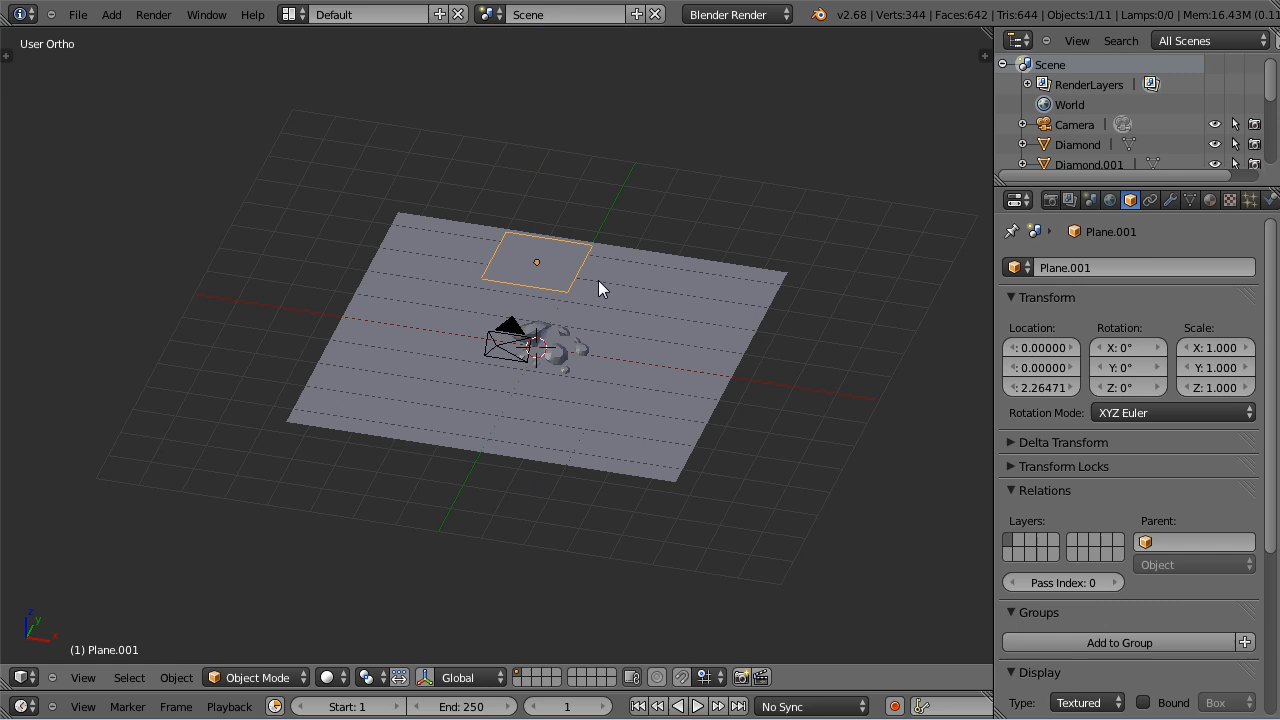 File Add Render Window Help Default Scene Blender Render v2.68 | Verts:344 | Faces:642 | Tris:644 | Objects:1/11 | Lamps:0/0 | Mem:16.43M (0.11
User Ortho
View Search All Scenes
Scene
RenderLayers
World
Camera
Diamond
Diamond.001
Plane.001
Plane.001
Transform
Location: Rotation: Scale:
: 0.00000 X: 0° X: 1.000
: 0.00000 Y: 0° Y: 1.000
: 2.26471 Z: 0° Z: 1.000
Rotation Mode: XYZ Euler
Delta Transform
Transform Locks
Relations
Layers: Parent:
Object
Pass Index: 0
Groups
Add to Group
Display
Type: Textured Bound Box
z
y
x
(1) Plane.001
View Select Object Object Mode Global
View Marker Frame Playback Start: 1 End: 250 1 No Sync